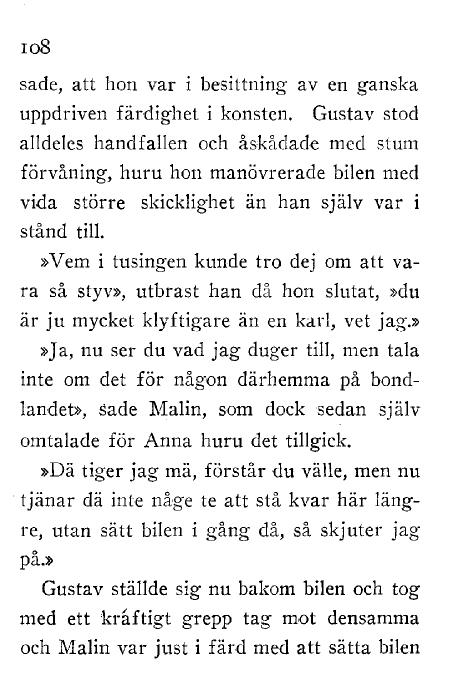 108
sade, att hon var i besittning av en ganska
uppdriven färdighet i konsten. Gustav stod
alldeles handfallen och åskådade med stum
förvåning, huru hon manövrerade bilen med
vida större skicklighet än han själv var i
stånd till.
»Vem i tusingen kunde tro dej om att va-
ra så styv», utbrast han då hon slutat, »du
är ju mycket klyftigare än en karl, vet jag.»
»Ja, nu ser du vad jag duger till, men tala
inte om det för någon därhemma på bond-
landet», sade Malin, som dock sedan själv
omtalade för Anna huru det tillgick.
»Dä tiger jag mä, förstår du välle, men nu
tjänar dä inte någe te att stå kvar här läng-
re, utan sätt bilen i gång då, så skjuter jag
på.»
Gustav ställde sig nu bakom bilen och tog
med ett kraftigt grepp tag mot densamma
och Malin var just i färd med att sätta bilen